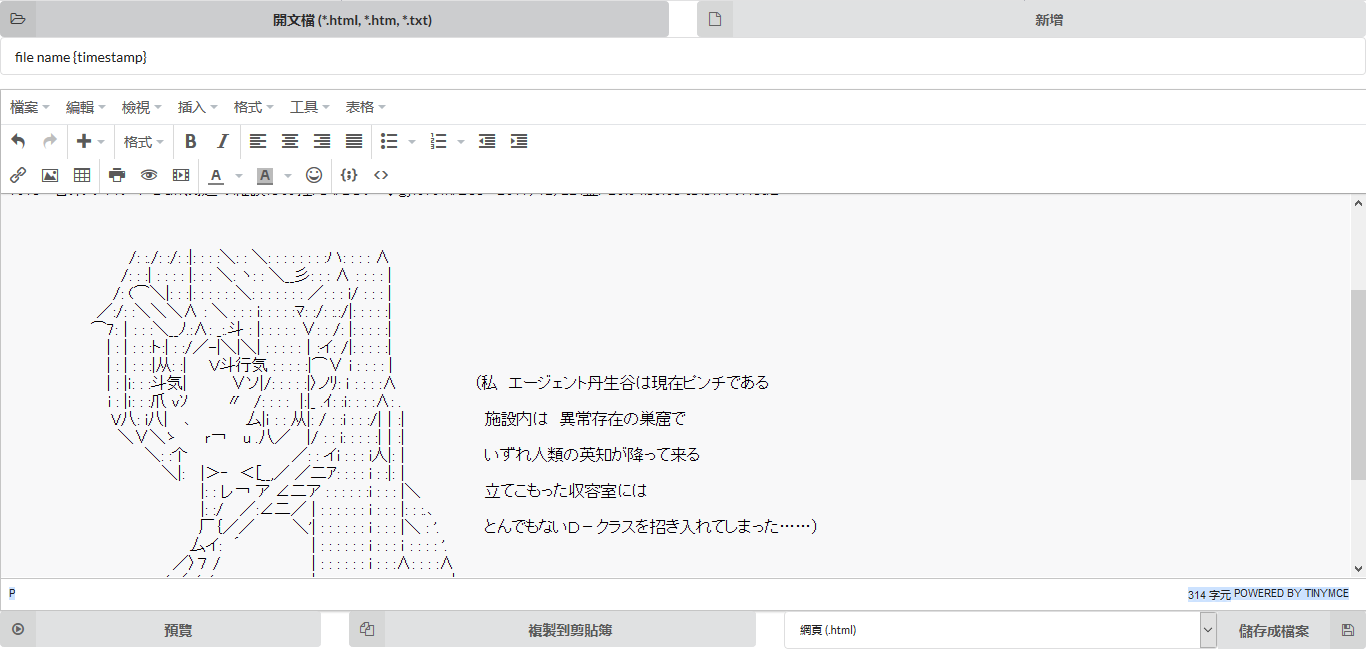 開文檔 (*.html, *.htm, *.txt)
新增
file name {timestamp}
檔案
編輯
檢視
插入
格式
工具
表格
格式
B
I
A
A
(私　エージェント丹生谷は現在ピンチである
施設内は　異常存在の巣窟で
いずれ人類の英知が降って来る
立てこもった収容室には
とんでもないＤ－クラスを招き入れてしまった……)
P
314 字元 POWERED BY TINYMCE
預覽
複製到剪貼簿
網頁 (.html)
儲存成檔案